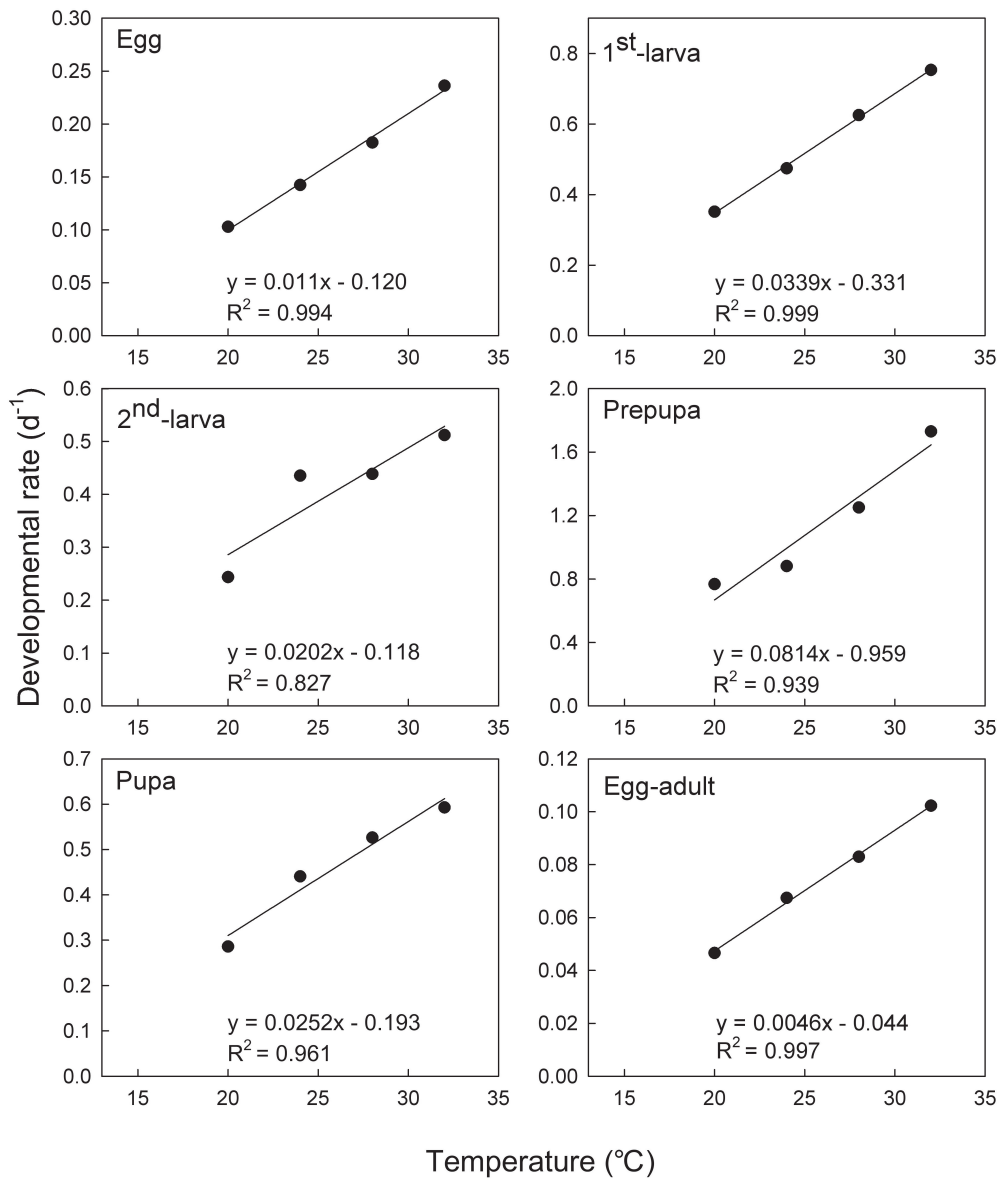 Developmental rate (d⁻¹)
Egg
0.30
0.25
0.20
0.15
0.10
0.05
0.00
y = 0.011x - 0.120
R² = 0.994
15 20 25 30 35
1ˢᵗ-larva
0.8
0.6
0.4
0.2
0.0
y = 0.0339x - 0.331
R² = 0.999
15 20 25 30 35
2ⁿᵈ-larva
0.6
0.5
0.4
0.3
0.2
0.1
0.0
y = 0.0202x - 0.118
R² = 0.827
15 20 25 30 35
Prepupa
2.0
1.6
1.2
0.8
0.4
0.0
y = 0.0814x - 0.959
R² = 0.939
15 20 25 30 35
Pupa
0.7
0.6
0.5
0.4
0.3
0.2
0.1
0.0
y = 0.0252x - 0.193
R² = 0.961
15 20 25 30 35
Egg-adult
0.12
0.10
0.08
0.06
0.04
0.02
0.00
y = 0.0046x - 0.044
R² = 0.997
15 20 25 30 35
Temperature (℃)